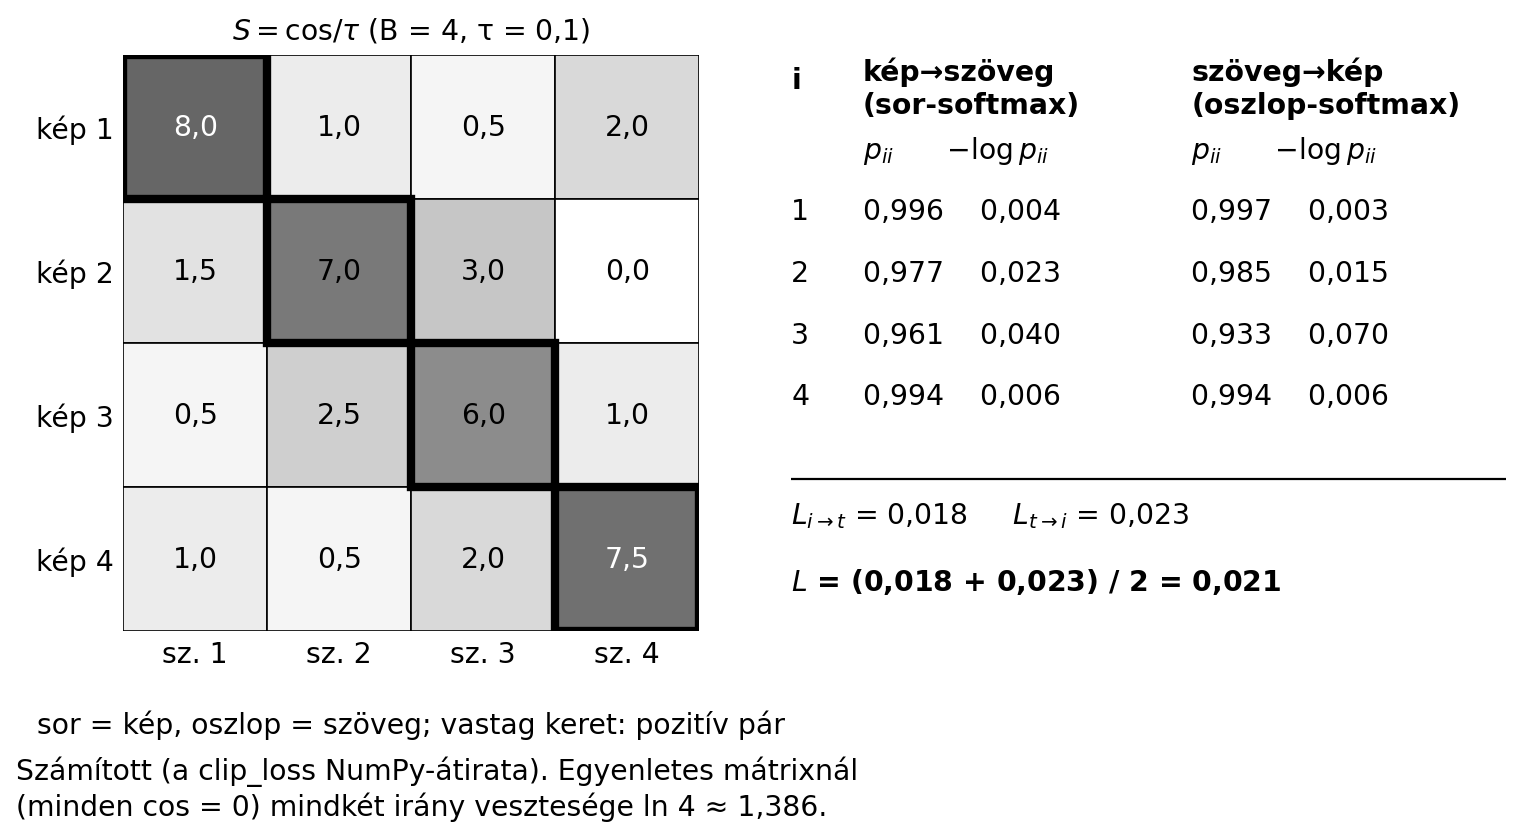 S = cos/τ (B = 4, τ = 0,1)
kép 1 8,0 1,0 0,5 2,0
kép 2 1,5 7,0 3,0 0,0
kép 3 0,5 2,5 6,0 1,0
kép 4 1,0 0,5 2,0 7,5
sz. 1 sz. 2 sz. 3 sz. 4
sor = kép, oszlop = szöveg; vastag keret: pozitív pár
Számított (a clip_loss NumPy-átirata). Egyenletes mátrixnál
(minden cos = 0) mindkét irány vesztesége ln 4 ≈ 1,386.
i kép→szöveg szöveg→kép
(sor-softmax) (oszlop-softmax)
p_ii −log p_ii p_ii −log p_ii
1 0,996 0,004 0,997 0,003
2 0,977 0,023 0,985 0,015
3 0,961 0,040 0,933 0,070
4 0,994 0,006 0,994 0,006
L_i→t = 0,018 L_t→i = 0,023
L = (0,018 + 0,023) / 2 = 0,021